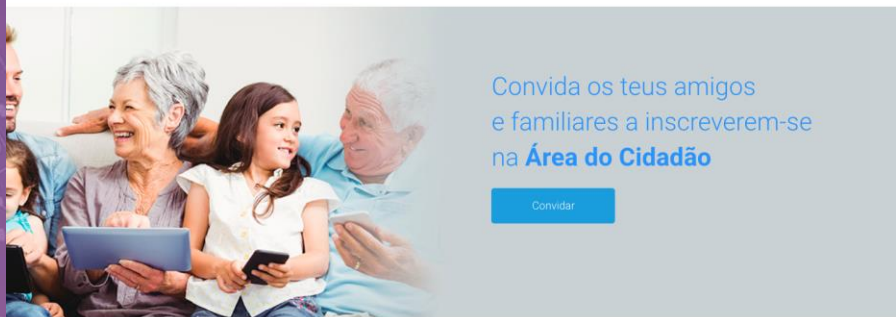 Convida os teus amigos
e familiares a inscreverem-se
na Área do Cidadão
Convidar